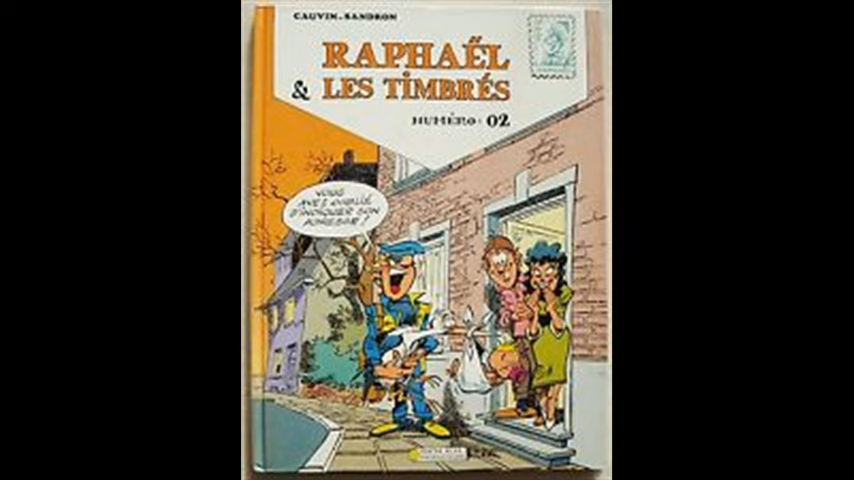 CAUVIN-SANDRON
RAPHAËL
& LES TIMBRÉS
NUMÉRO: 02
VOUS
AVEZ OUBLIÉ
D'INDIQUER SON
ADRESSE !